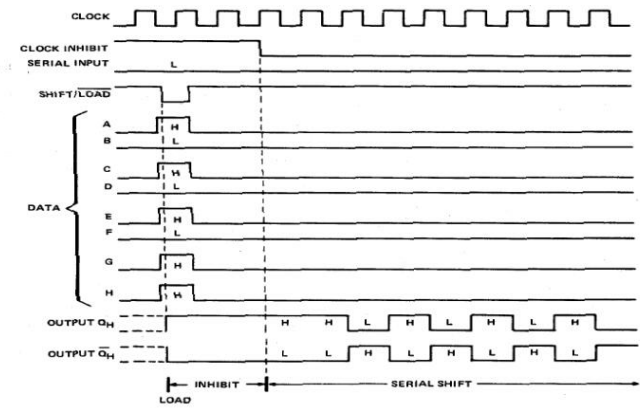 CLOCK
CLOCK INHIBIT
SERIAL INPUT L
SHIFT/LOAD
A H
B L
C H
D L
DATA
E H
F L
G H
H H
OUTPUT QH H H L H L H L H
OUTPUT Q̅H L L H L H L H L
INHIBIT SERIAL SHIFT
LOAD